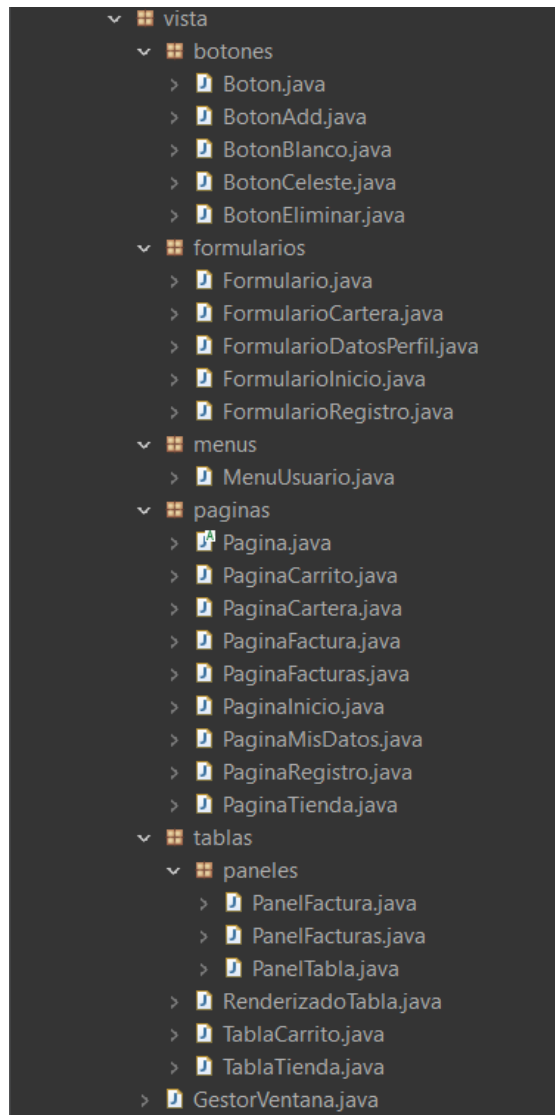 vista
botones
Boton.java
BotonAdd.java
BotonBlanco.java
BotonCeleste.java
BotonEliminar.java
formularios
Formulario.java
FormularioCartera.java
FormularioDatosPerfil.java
FormularioInicio.java
FormularioRegistro.java
menus
MenuUsuario.java
paginas
Pagina.java
PaginaCarrito.java
PaginaCartera.java
PaginaFactura.java
PaginaFacturas.java
PaginaInicio.java
PaginaMisDatos.java
PaginaRegistro.java
PaginaTienda.java
tablas
paneles
PanelFactura.java
PanelFacturas.java
PanelTabla.java
RenderizadoTabla.java
TablaCarrito.java
TablaTienda.java
GestorVentana.java